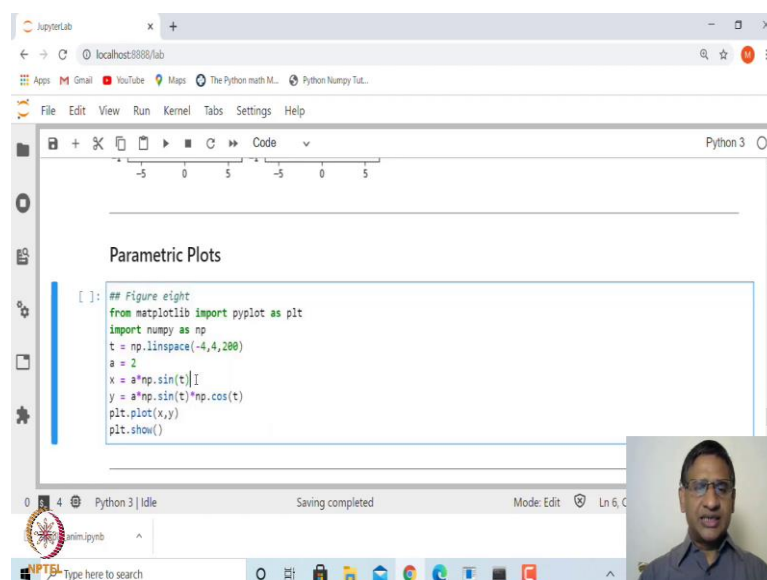 JupyterLab
localhost:8888/lab
M
Apps Gmail YouTube Maps The Python math M... Python Numpy Tut...
File Edit View Run Kernel Tabs Settings Help
Code Python 3
-5 0 5 -5 0 5
Parametric Plots
[ ]: ## Figure eight
from matplotlib import pyplot as plt
import numpy as np
t = np.linspace(-4,4,200)
a = 2
x = a*np.sin(t)
y = a*np.sin(t)*np.cos(t)
plt.plot(x,y)
plt.show()
0 4 Python 3 | Idle Saving completed Mode: Edit Ln 6, C
anim.ipynb
NPTEL
Type here to search